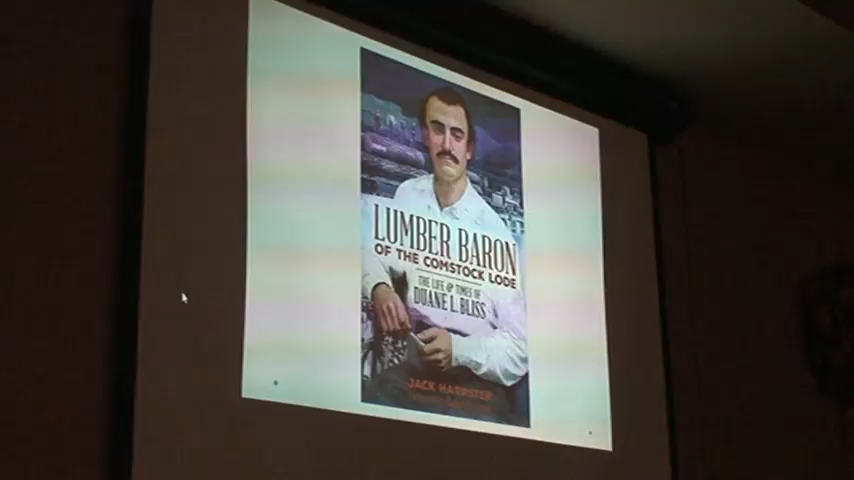 LUMBER BARON
OF THE COMSTOCK LODE
THE LIFE & TIMES OF
DUANE L. BLISS
JACK HARPSTER